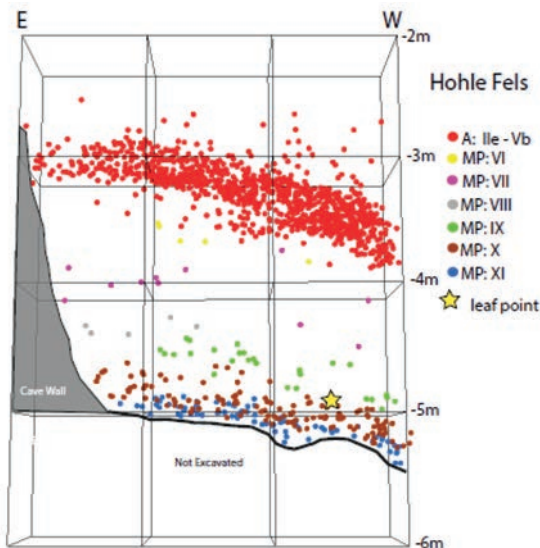 E
W
-2m
Hohle Fels
A: IIe - Vb
MP: VI
MP: VII
MP: VIII
MP: IX
MP: X
MP: XI
leaf point
-3m
-4m
-5m
-6m
Cave Wall
Not Excavated